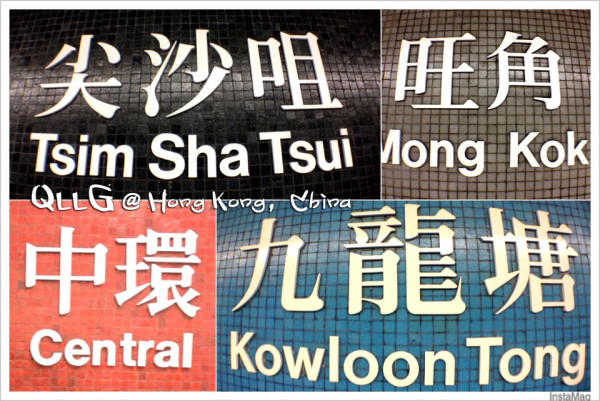 尖沙咀
Tsim Sha Tsui
旺角
Mong Kok
QLLG @ Hong Kong, China
中環
Central
九龍塘
Kowloon Tong
InstaMag